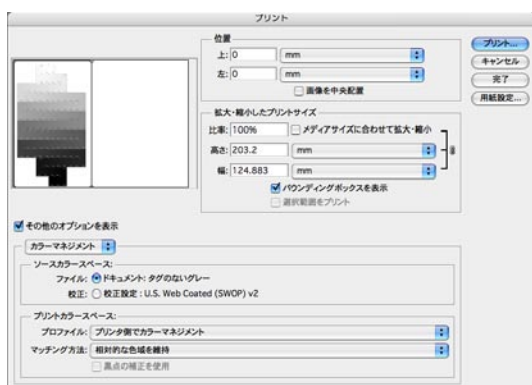 プリント
位置
上: 0 mm
左: 0 mm
画像を中央配置
プリント...
キャンセル
完了
用紙設定...
拡大・縮小したプリントサイズ
比率: 100% メディアサイズに合わせて拡大・縮小
高さ: 203.2 mm
幅: 124.883 mm
バウンディングボックスを表示
選択範囲をプリント
その他のオプションを表示
カラーマネジメント
ソースカラースペース:
ファイル: ドキュメント: タグのないグレー
校正: 校正設定 : U.S. Web Coated (SWOP) v2
プリントカラースペース:
プロファイル: プリンタ側でカラーマネジメント
マッチング方法: 相対的な色域を維持
黒点の補正を使用